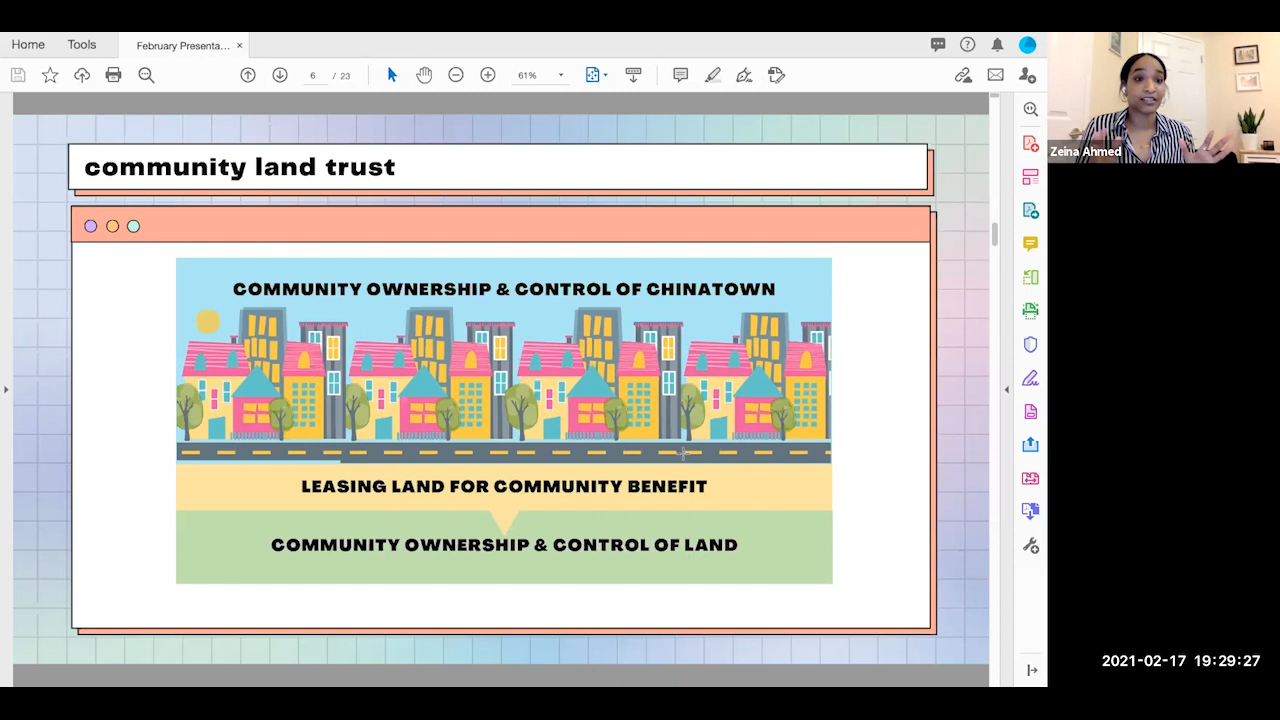 Home
Tools
February Presenta... ×
6 / 23
61%
Zeina Ahmed
community land trust
COMMUNITY OWNERSHIP & CONTROL OF CHINATOWN
LEASING LAND FOR COMMUNITY BENEFIT
COMMUNITY OWNERSHIP & CONTROL OF LAND
2021-02-17 19:29:27